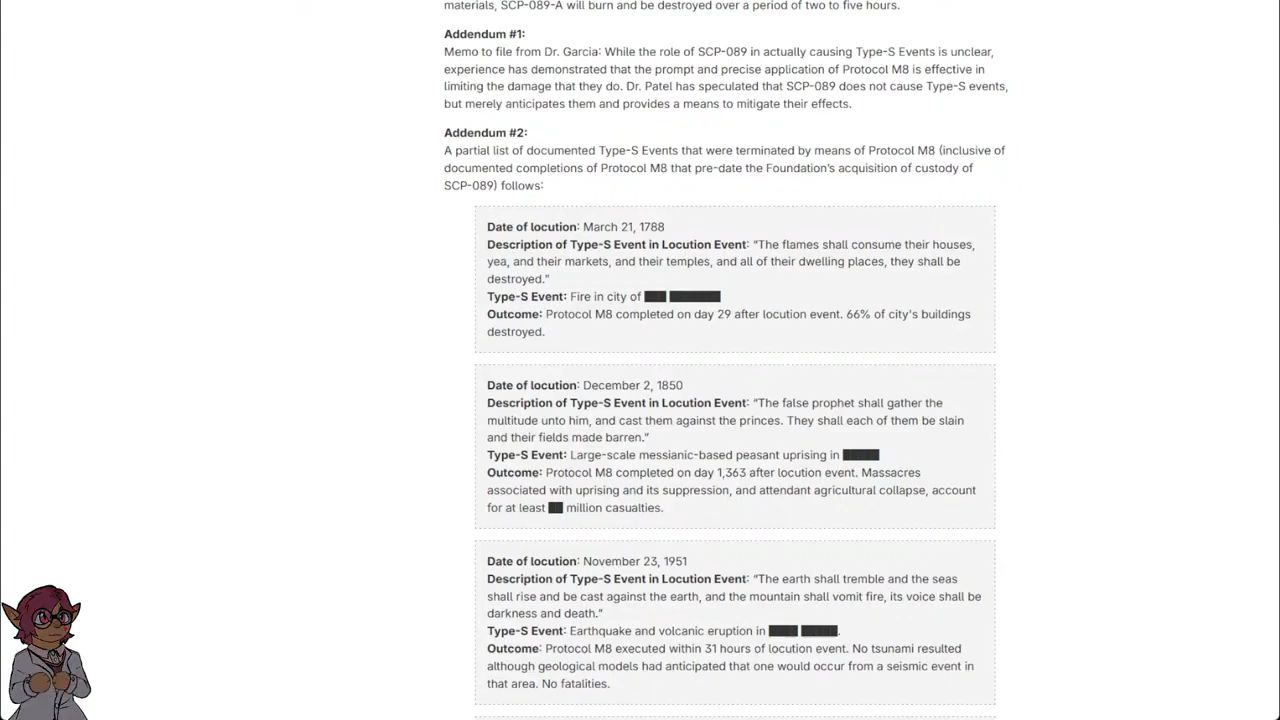 materials, SCP-089-A will burn and be destroyed over a period of two to five hours.
Addendum #1:
Memo to file from Dr. Garcia: While the role of SCP-089 in actually causing Type-S Events is unclear,
experience has demonstrated that the prompt and precise application of Protocol M8 is effective in
limiting the damage that they do. Dr. Patel has speculated that SCP-089 does not cause Type-S events,
but merely anticipates them and provides a means to mitigate their effects.
Addendum #2:
A partial list of documented Type-S Events that were terminated by means of Protocol M8 (inclusive of
documented completions of Protocol M8 that pre-date the Foundation's acquisition of custody of
SCP-089) follows:
Date of locution: March 21, 1788
Description of Type-S Event in Locution Event: “The flames shall consume their houses,
yea, and their markets, and their temples, and all of their dwelling places, they shall be
destroyed.”
Type-S Event: Fire in city of ███ ███████
Outcome: Protocol M8 completed on day 29 after locution event. 66% of city's buildings
destroyed.
Date of locution: December 2, 1850
Description of Type-S Event in Locution Event: “The false prophet shall gather the
multitude unto him, and cast them against the princes. They shall each of them be slain
and their fields made barren.”
Type-S Event: Large-scale messianic-based peasant uprising in █████
Outcome: Protocol M8 completed on day 1,363 after locution event. Massacres
associated with uprising and its suppression, and attendant agricultural collapse, account
for at least ██ million casualties.
Date of locution: November 23, 1951
Description of Type-S Event in Locution Event: “The earth shall tremble and the seas
shall rise and be cast against the earth, and the mountain shall vomit fire, its voice shall be
darkness and death.”
Type-S Event: Earthquake and volcanic eruption in ████ █████.
Outcome: Protocol M8 executed within 31 hours of locution event. No tsunami resulted
although geological models had anticipated that one would occur from a seismic event in
that area. No fatalities.